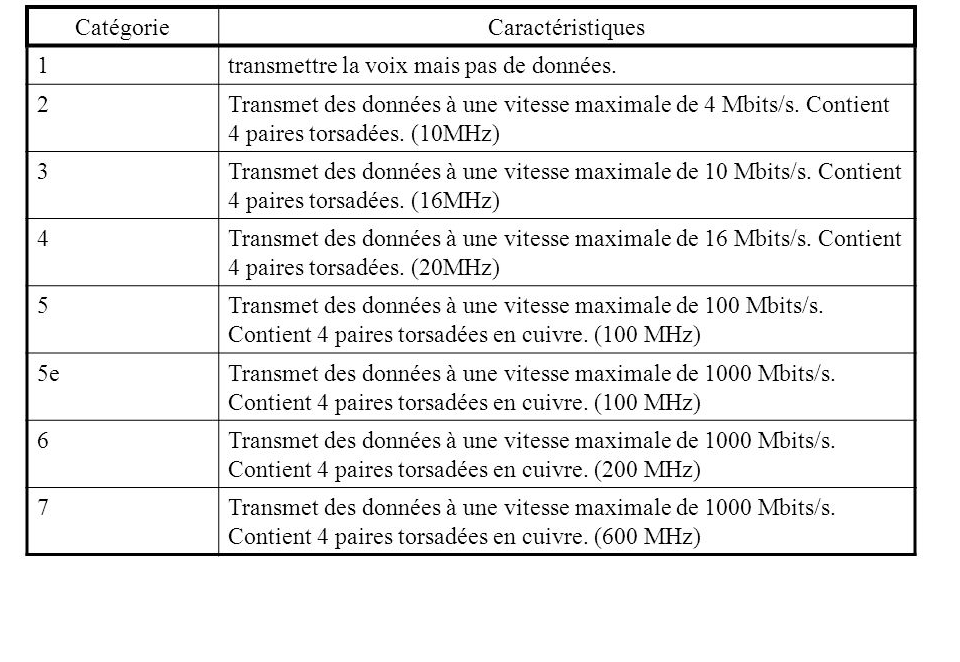 Catégorie Caractéristiques
1 transmettre la voix mais pas de données.
2 Transmet des données à une vitesse maximale de 4 Mbits/s. Contient
4 paires torsadées. (10MHz)
3 Transmet des données à une vitesse maximale de 10 Mbits/s. Contient
4 paires torsadées. (16MHz)
4 Transmet des données à une vitesse maximale de 16 Mbits/s. Contient
4 paires torsadées. (20MHz)
5 Transmet des données à une vitesse maximale de 100 Mbits/s.
Contient 4 paires torsadées en cuivre. (100 MHz)
5e Transmet des données à une vitesse maximale de 1000 Mbits/s.
Contient 4 paires torsadées en cuivre. (100 MHz)
6 Transmet des données à une vitesse maximale de 1000 Mbits/s.
Contient 4 paires torsadées en cuivre. (200 MHz)
7 Transmet des données à une vitesse maximale de 1000 Mbits/s.
Contient 4 paires torsadées en cuivre. (600 MHz)